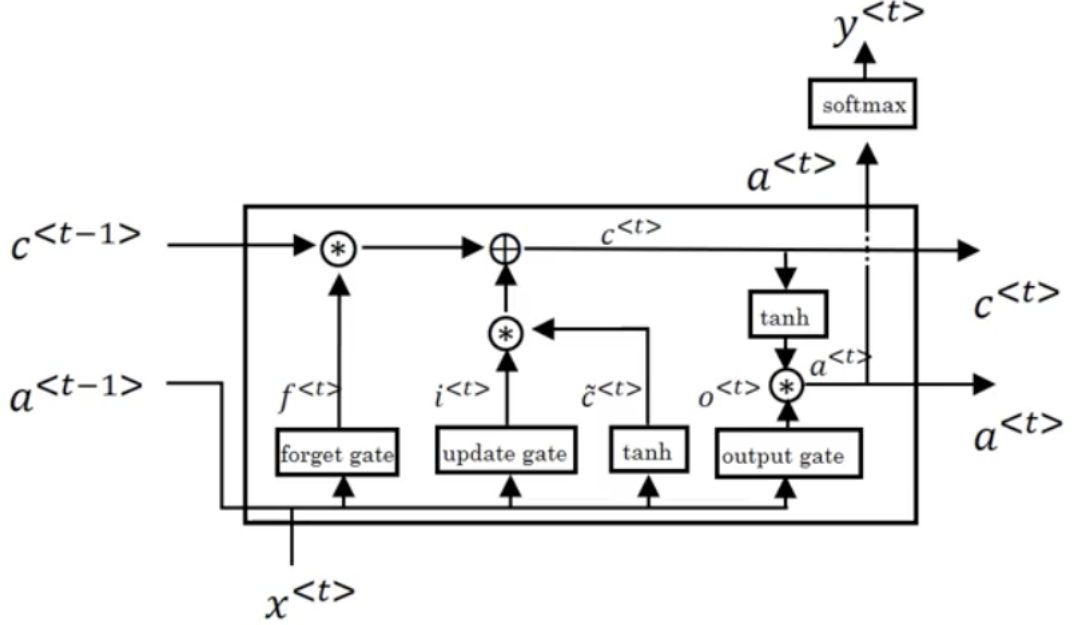 y<t>
softmax
a<t>
c<t-1>
c<t>
c<t>
tanh
a<t-1>
f<t>
i<t>
c̃<t>
o<t>
a<t>
a<t>
forget gate
update gate
tanh
output gate
x<t>